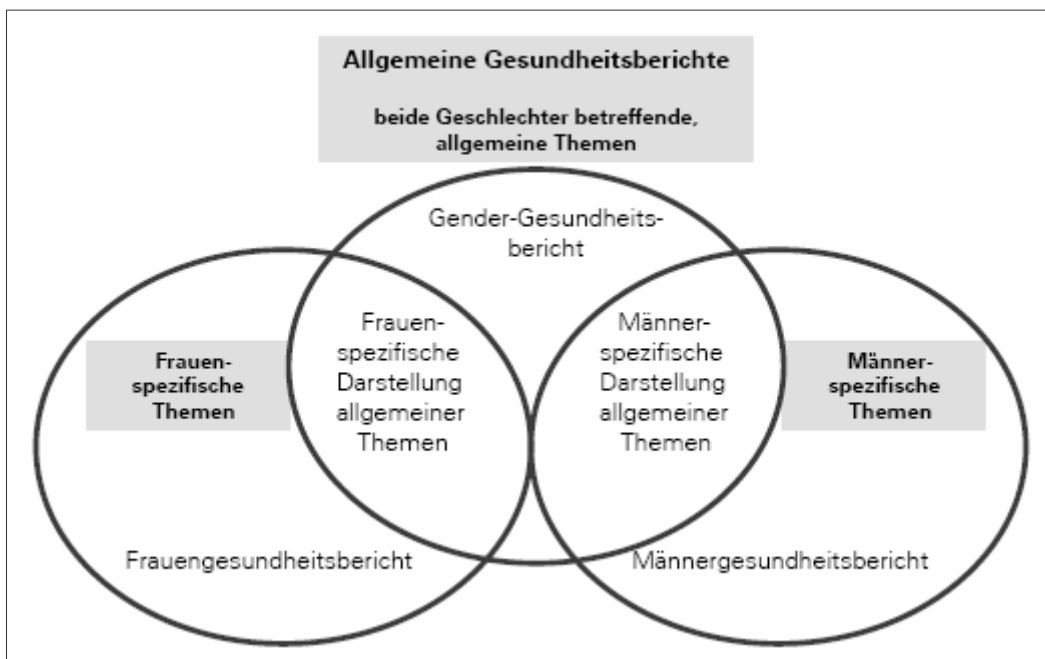 Allgemeine Gesundheitsberichte
beide Geschlechter betreffende,
allgemeine Themen
Gender-Gesundheits-
bericht
Frauen-
spezifische
Themen
Frauen-
spezifische
Darstellung
allgemeiner
Themen
Männer-
spezifische
Darstellung
allgemeiner
Themen
Männer-
spezifische
Themen
Frauengesundheitsbericht
Männergesundheitsbericht